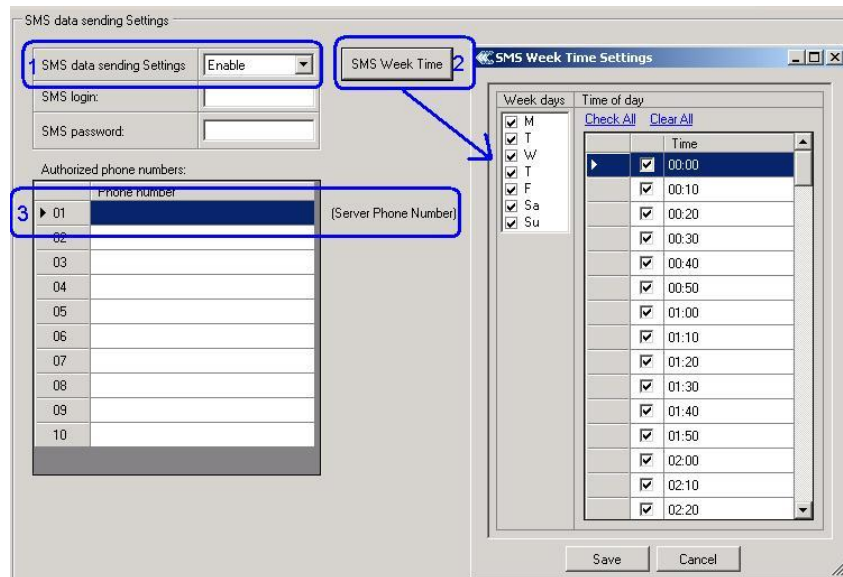 SMS data sending Settings
1 SMS data sending Settings Enable
SMS Week Time 2
SMS login:
SMS password:
Authorized phone numbers:
Phone number
3 01 (Server Phone Number)
02
03
04
05
06
07
08
09
10
SMS Week Time Settings
Week days
M
T
W
T
F
Sa
Su
Time of day
Check All Clear All
Time
00:00
00:10
00:20
00:30
00:40
00:50
01:00
01:10
01:20
01:30
01:40
01:50
02:00
02:10
02:20
Save Cancel